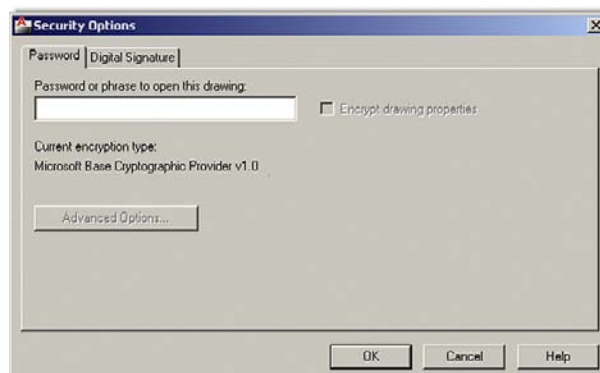 Security Options
Password Digital Signature
Password or phrase to open this drawing:
Encrypt drawing properties
Current encryption type:
Microsoft Base Cryptographic Provider v1.0
Advanced Options...
OK Cancel Help